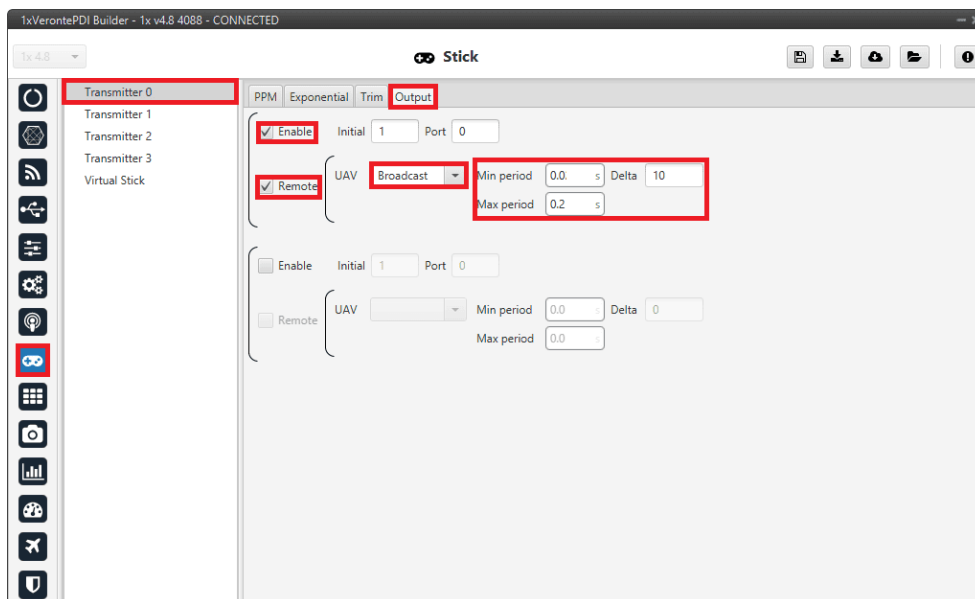 1xVerontePDI Builder - 1x v4.8 4088 - CONNECTED
1x 4.8
Stick
Transmitter 0
Transmitter 1
Transmitter 2
Transmitter 3
Virtual Stick
PPM Exponential Trim Output
Enable Initial 1 Port 0
Remote UAV Broadcast Min period 0.0. s Delta 10
Max period 0.2 s
Enable Initial 1 Port 0
Remote UAV Min period 0.0 s Delta 0
Max period 0.0 s